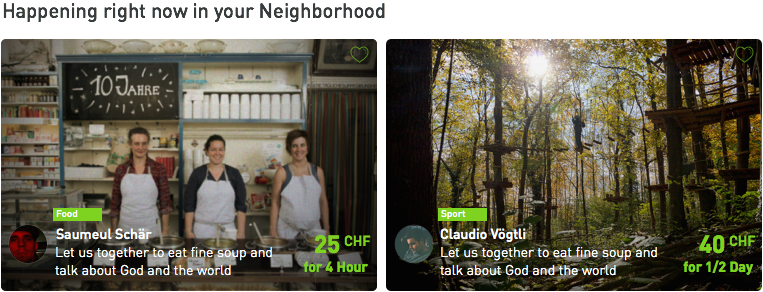 Happening right now in your Neighborhood
10 JAHRE
Food
Saumeul Schär
Let us together to eat fine soup and
talk about God and the world
25 CHF
for 4 Hour
Sport
Claudio Vögtli
Let us together to eat fine soup and
talk about God and the world
40 CHF
for 1/2 Day